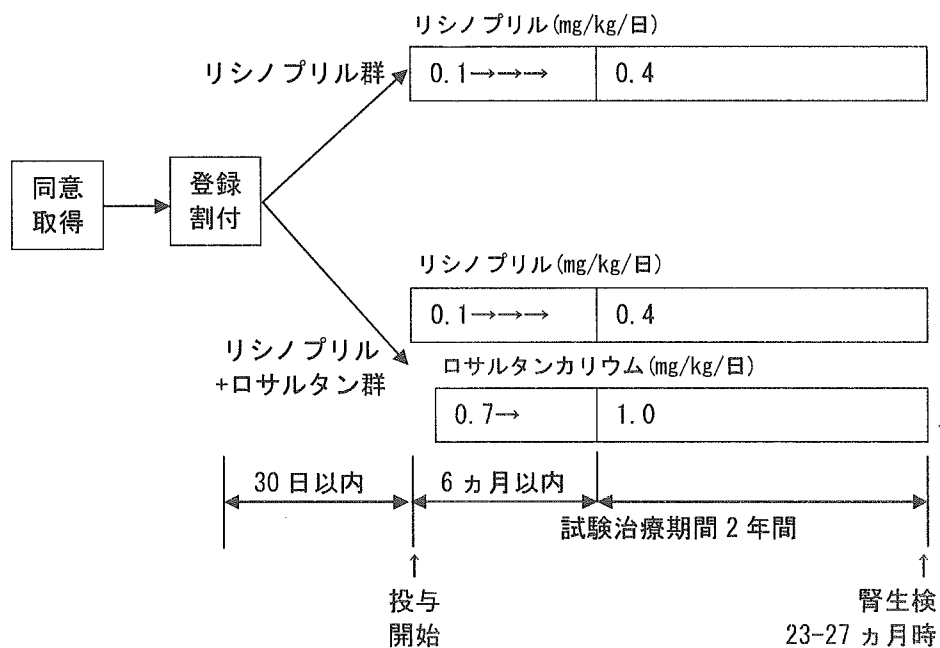 リシノプリル(mg/kg/日)
リシノプリル群
0.1→→→ 0.4
同意
取得
登録
割付
リシノプリル(mg/kg/日)
0.1→→→ 0.4
リシノプリル
+ロサルタン群
ロサルタンカリウム(mg/kg/日)
0.7→ 1.0
30日以内
6ヵ月以内
試験治療期間2年間
↑
投与
開始
↑
腎生検
23-27ヵ月時